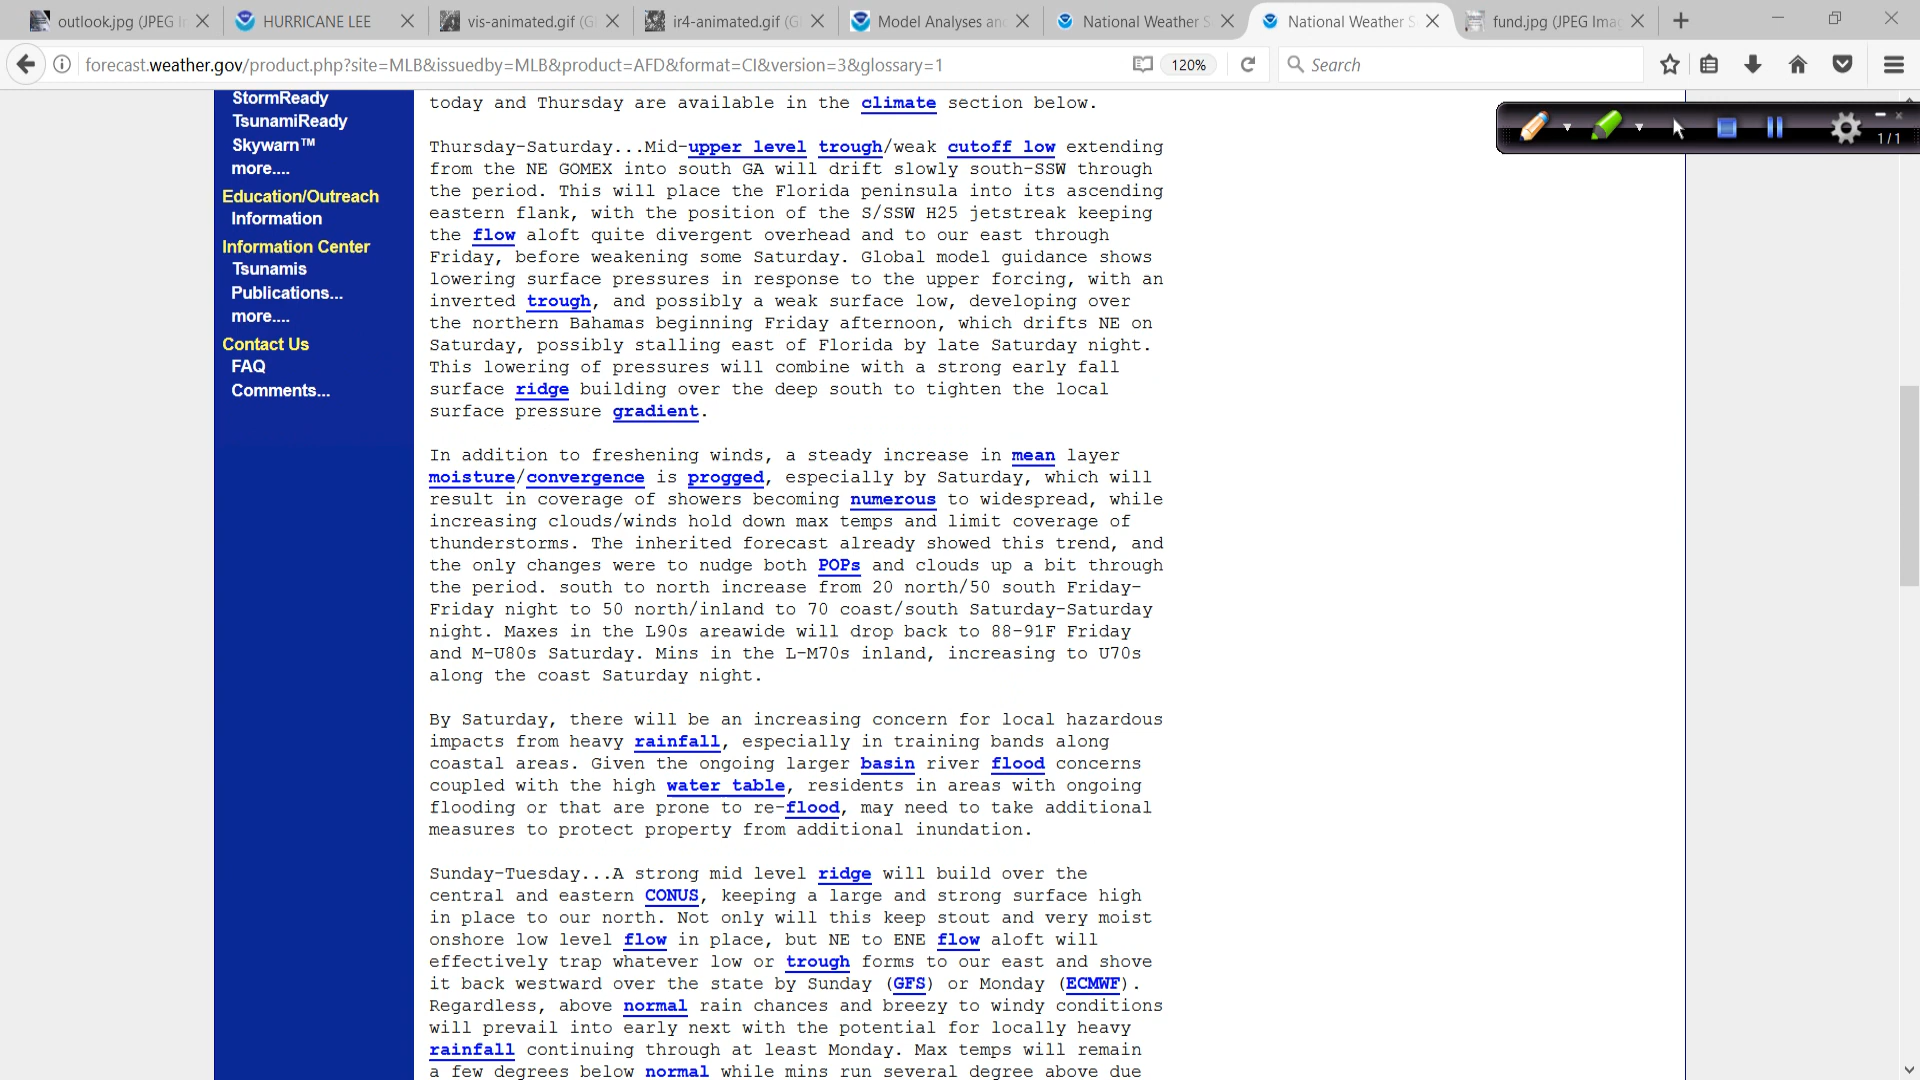 outlook.jpg (JPEG I
HURRICANE LEE
vis-animated.gif (G
ir4-animated.gif (G
Model Analyses and
National Weather S
National Weather S
fund.jpg (JPEG Ima
forecast.weather.gov/product.php?site=MLB&issuedby=MLB&product=AFD&format=CI&version=3&glossary=1
120%
Search
1/1
StormReady
TsunamiReady
Skywarn™
more....
Education/Outreach
Information
Information Center
Tsunamis
Publications...
more....
Contact Us
FAQ
Comments...
today and Thursday are available in the climate section below.
Thursday-Saturday...Mid-upper level trough/weak cutoff low extending
from the NE GOMEX into south GA will drift slowly south-SSW through
the period. This will place the Florida peninsula into its ascending
eastern flank, with the position of the S/SSW H25 jetstreak keeping
the flow aloft quite divergent overhead and to our east through
Friday, before weakening some Saturday. Global model guidance shows
lowering surface pressures in response to the upper forcing, with an
inverted trough, and possibly a weak surface low, developing over
the northern Bahamas beginning Friday afternoon, which drifts NE on
Saturday, possibly stalling east of Florida by late Saturday night.
This lowering of pressures will combine with a strong early fall
surface ridge building over the deep south to tighten the local
surface pressure gradient.
In addition to freshening winds, a steady increase in mean layer
moisture/convergence is progged, especially by Saturday, which will
result in coverage of showers becoming numerous to widespread, while
increasing clouds/winds hold down max temps and limit coverage of
thunderstorms. The inherited forecast already showed this trend, and
the only changes were to nudge both POPs and clouds up a bit through
the period. south to north increase from 20 north/50 south Friday-
Friday night to 50 north/inland to 70 coast/south Saturday-Saturday
night. Maxes in the L90s areawide will drop back to 88-91F Friday
and M-U80s Saturday. Mins in the L-M70s inland, increasing to U70s
along the coast Saturday night.
By Saturday, there will be an increasing concern for local hazardous
impacts from heavy rainfall, especially in training bands along
coastal areas. Given the ongoing larger basin river flood concerns
coupled with the high water table, residents in areas with ongoing
flooding or that are prone to re-flood, may need to take additional
measures to protect property from additional inundation.
Sunday-Tuesday...A strong mid level ridge will build over the
central and eastern CONUS, keeping a large and strong surface high
in place to our north. Not only will this keep stout and very moist
onshore low level flow in place, but NE to ENE flow aloft will
effectively trap whatever low or trough forms to our east and shove
it back westward over the state by Sunday (GFS) or Monday (ECMWF).
Regardless, above normal rain chances and breezy to windy conditions
will prevail into early next with the potential for locally heavy
rainfall continuing through at least Monday. Max temps will remain
a few degrees below normal while mins run several degree above due